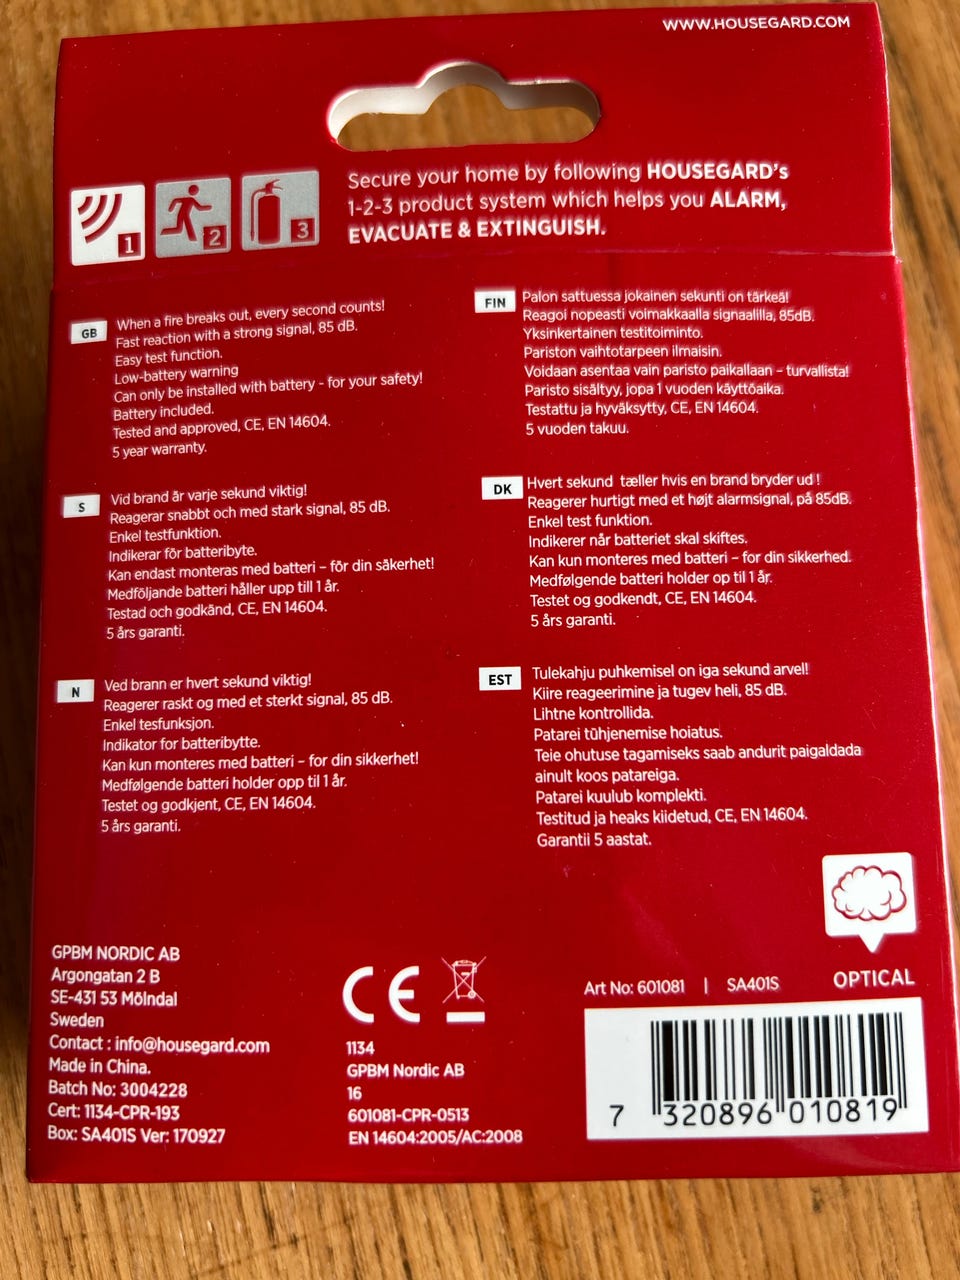 WWW.HOUSEGARD.COM
1
2
3
Secure your home by following HOUSEGARD's
1-2-3 product system which helps you ALARM,
EVACUATE & EXTINGUISH.
GB
When a fire breaks out, every second counts!
Fast reaction with a strong signal, 85 dB.
Easy test function.
Low-battery warning
Can only be installed with battery - for your safety!
Battery included.
Tested and approved, CE, EN 14604.
5 year warranty.
S
Vid brand är varje sekund viktig!
Reagerar snabbt och med stark signal, 85 dB.
Enkel testfunktion.
Indikerar för batteribyte.
Kan endast monteras med batteri – för din säkerhet!
Medföljande batteri håller upp till 1 år.
Testad och godkänd, CE, EN 14604.
5 års garanti.
N
Ved brann er hvert sekund viktig!
Reagerer raskt og med et sterkt signal, 85 dB.
Enkel tesfunksjon.
Indikator for batteribytte.
Kan kun monteres med batteri – for din sikkerhet!
Medfølgende batteri holder opp til 1 år.
Testet og godkjent, CE, EN 14604.
5 års garanti.
FIN
Palon sattuessa jokainen sekunti on tärkeä!
Reagoi nopeasti voimakkaalla signaalilla, 85dB.
Yksinkertainen testitoiminto.
Pariston vaihtotarpeen ilmaisin.
Voidaan asentaa vain paristo paikallaan – turvallista!
Paristo sisältyy, jopa 1 vuoden käyttöaika.
Testattu ja hyväksytty, CE, EN 14604.
5 vuoden takuu.
DK
Hvert sekund tæller hvis en brand bryder ud !
Reagerer hurtigt med et højt alarmsignal, på 85dB.
Enkel test funktion.
Indikerer når batteriet skal skiftes.
Kan kun monteres med batteri – for din sikkerhed.
Medfølgende batteri holder op til 1 år.
Testet og godkendt, CE, EN 14604.
5 års garanti.
EST
Tulekahju puhkemisel on iga sekund arvel!
Kiire reageerimine ja tugev heli, 85 dB.
Lihtne kontrollida.
Patarei tühjenemise hoiatus.
Teie ohutuse tagamiseks saab andurit paigaldada
ainult koos patareiga.
Patarei kuulub komplekti.
Testitud ja heaks kiidetud, CE, EN 14604.
Garantii 5 aastat.
GPBM NORDIC AB
Argongatan 2 B
SE-431 53 Mölndal
Sweden
Contact : info@housegard.com
Made in China.
Batch No: 3004228
Cert: 1134-CPR-193
Box: SA401S Ver: 170927
CE
1134
GPBM Nordic AB
16
601081-CPR-0513
EN 14604:2005/AC:2008
OPTICAL
Art No: 601081 | SA401S
7 320896 010819